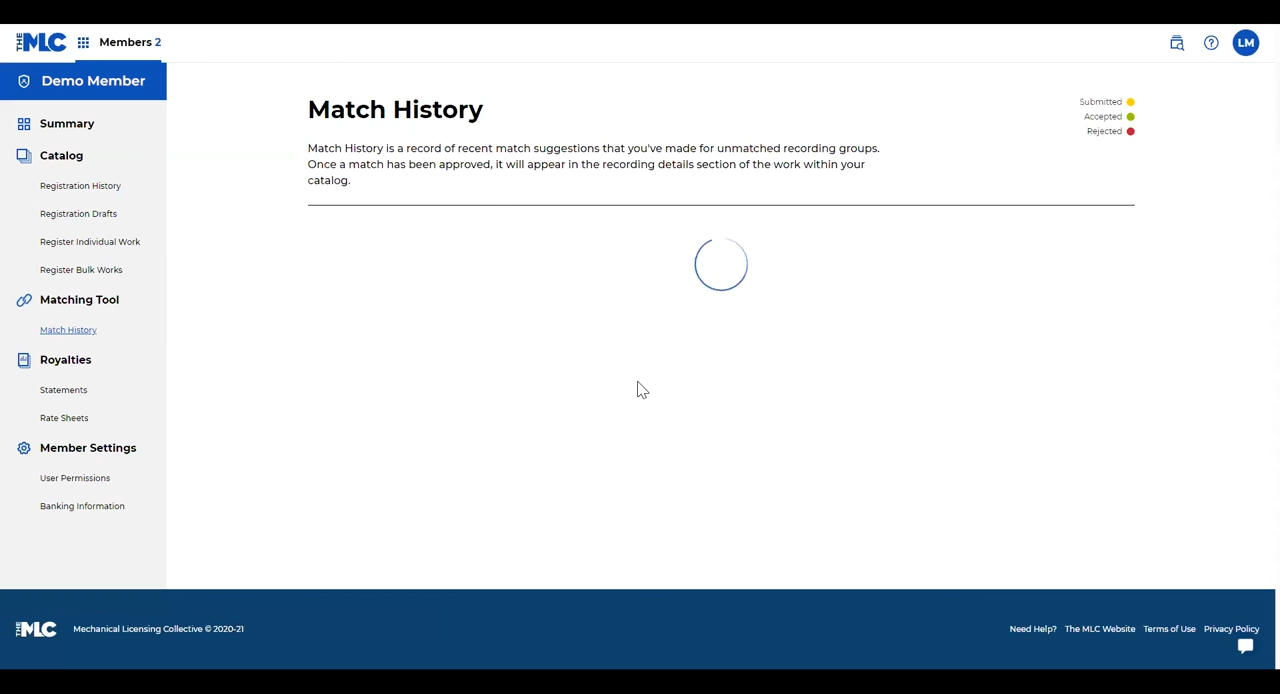 THE MLC Members 2
LM
Demo Member
Summary
Catalog
Registration History
Registration Drafts
Register Individual Work
Register Bulk Works
Matching Tool
Match History
Royalties
Statements
Rate Sheets
Member Settings
User Permissions
Banking Information
Match History
Submitted
Accepted
Rejected
Match History is a record of recent match suggestions that you've made for unmatched recording groups.
Once a match has been approved, it will appear in the recording details section of the work within your
catalog.
THE MLC Mechanical Licensing Collective © 2020-21
Need Help? The MLC Website Terms of Use Privacy Policy